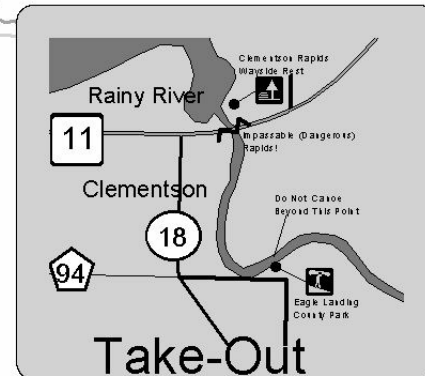 Clementson Rapids
Wayside Rest
Rainy River
11
Impassable (Dangerous)
Rapids!
Clementson
Do Not Canoe
Beyond This Point
18
94
Eagle Landing
County Park
Take-Out